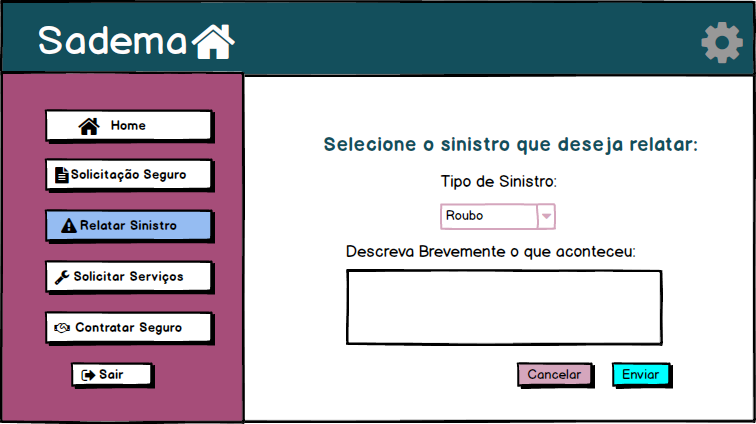 Sadema
Home
Solicitação Seguro
Relatar Sinistro
Solicitar Serviços
Contratar Seguro
Sair
Selecione o sinistro que deseja relatar:
Tipo de Sinistro:
Roubo
Descreva Brevemente o que aconteceu:
Cancelar
Enviar